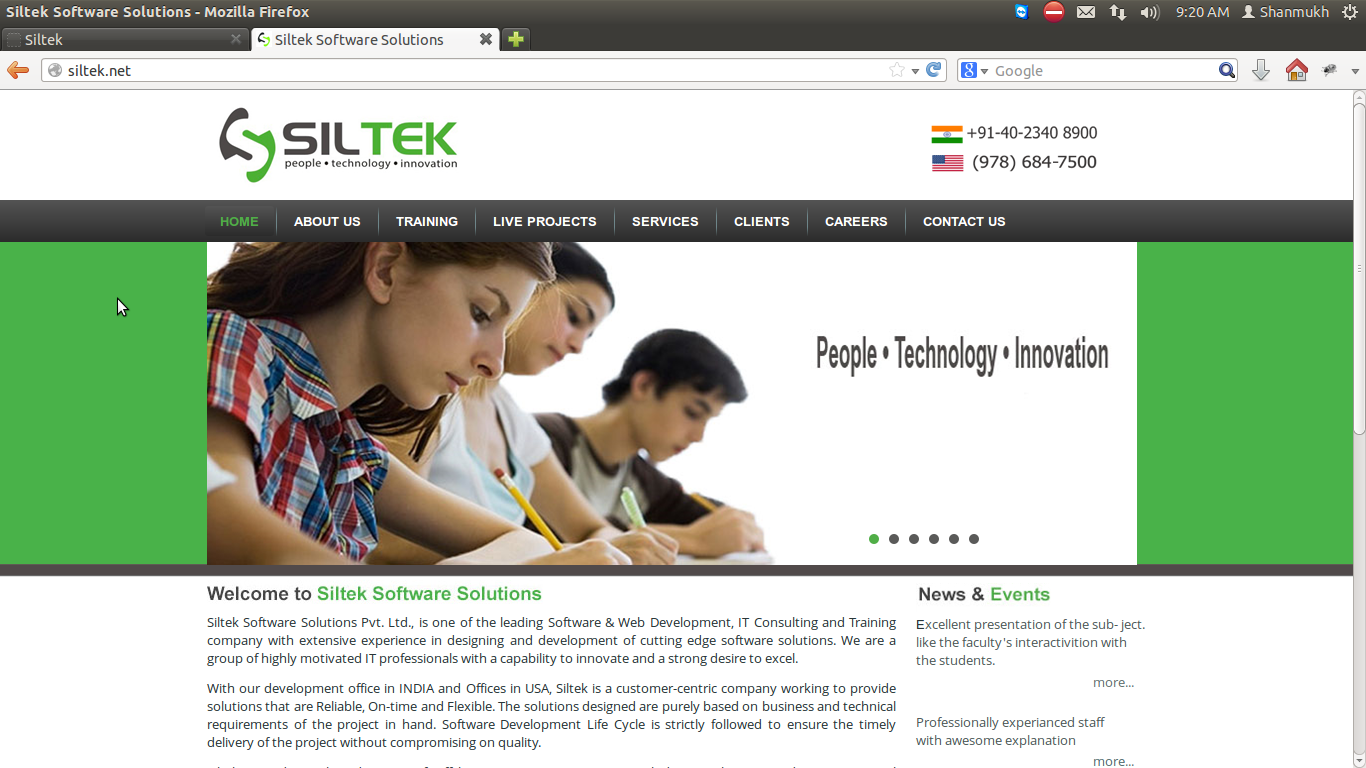 Siltek Software Solutions - Mozilla Firefox
9:20 AM Shanmukh
Siltek
Siltek Software Solutions
siltek.net
Google
SILTEK
people • technology • innovation
+91-40-2340 8900
(978) 684-7500
HOME ABOUT US TRAINING LIVE PROJECTS SERVICES CLIENTS CAREERS CONTACT US
People • Technology • Innovation
Welcome to Siltek Software Solutions
Siltek Software Solutions Pvt. Ltd., is one of the leading Software & Web Development, IT Consulting and Training
company with extensive experience in designing and development of cutting edge software solutions. We are a
group of highly motivated IT professionals with a capability to innovate and a strong desire to excel.
With our development office in INDIA and Offices in USA, Siltek is a customer-centric company working to provide
solutions that are Reliable, On-time and Flexible. The solutions designed are purely based on business and technical
requirements of the project in hand. Software Development Life Cycle is strictly followed to ensure the timely
delivery of the project without compromising on quality.
News & Events
Excellent presentation of the sub- ject.
like the faculty's interactivition with
the students.
more...
Professionally experianced staff
with awesome explanation
more...